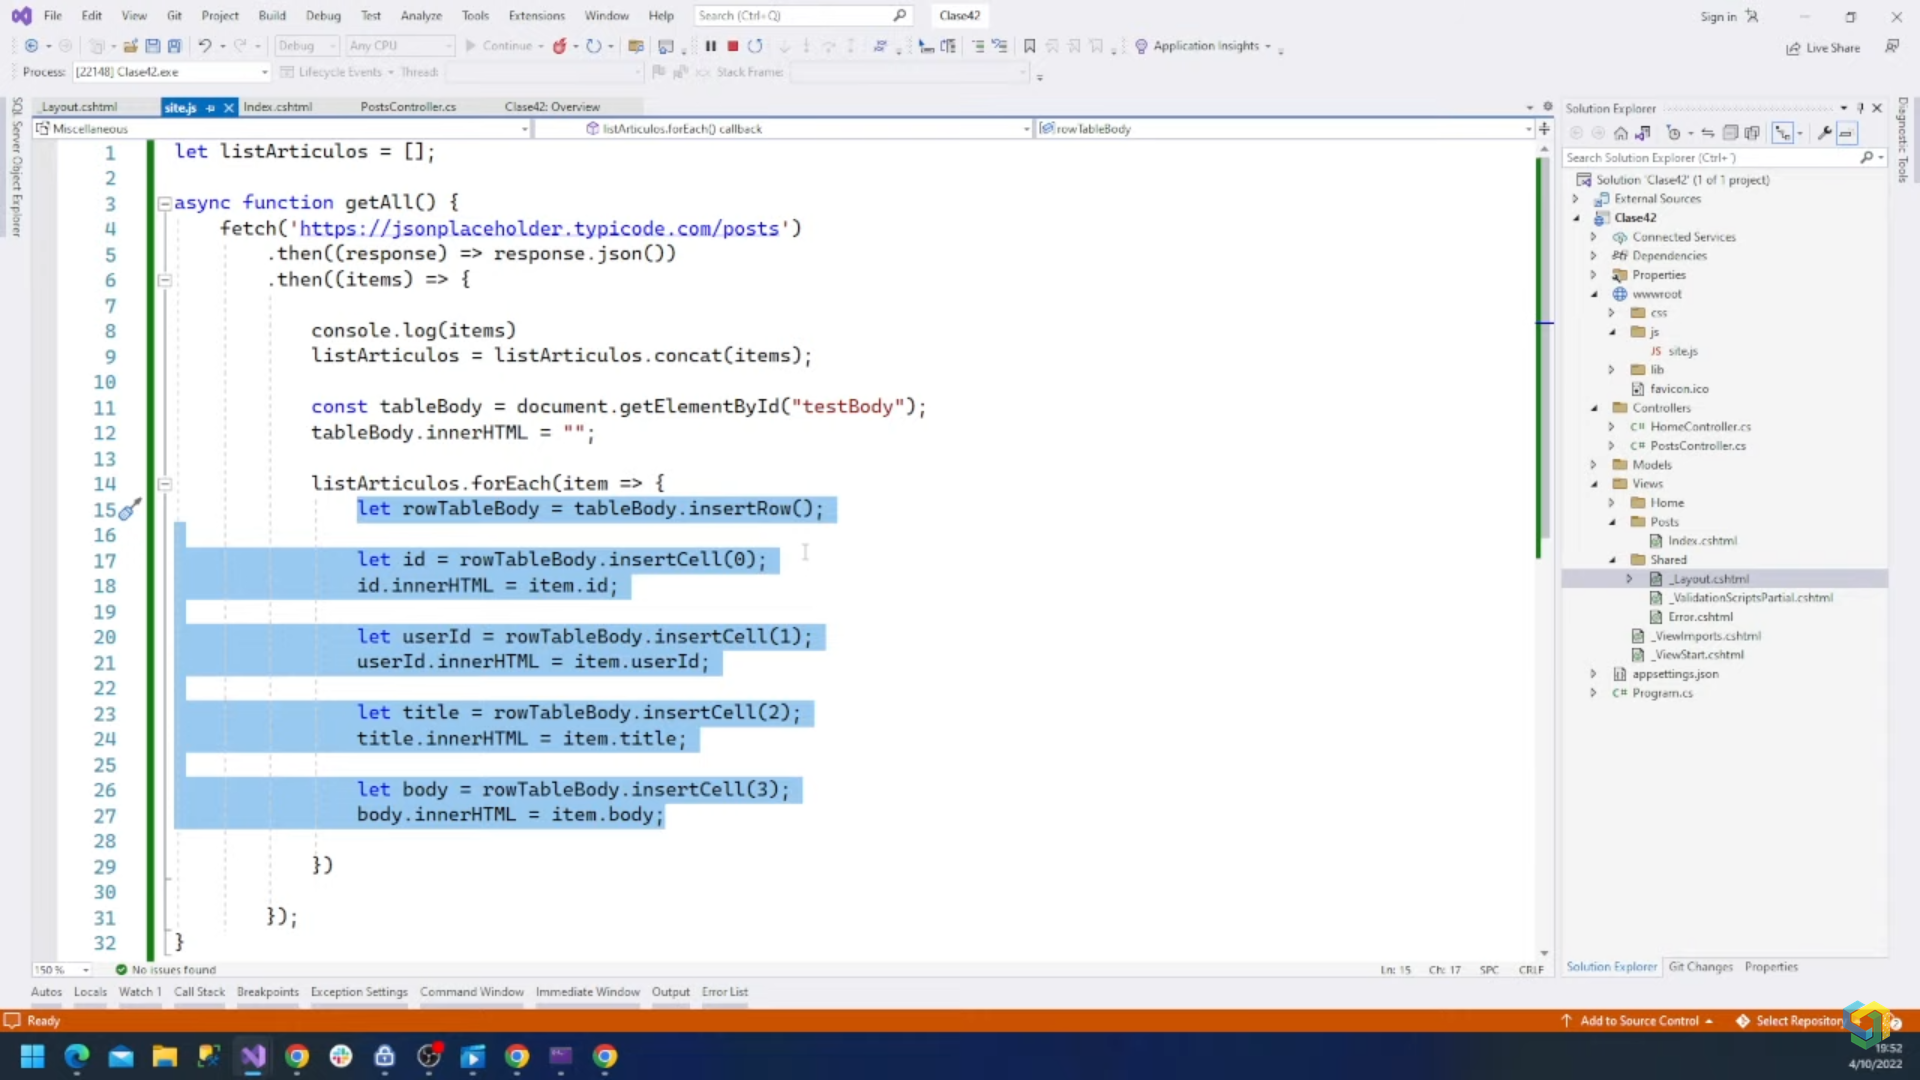 File Edit View Git Project Build Debug Test Analyze Tools Extensions Window Help Search (Ctrl+Q) Clase42 Sign in
Debug Any CPU Continue Application Insights Live Share
Process: [22148] Clase42.exe Lifecycle Events Thread: Stack Frame:
SQL Server Object Explorer
_Layout.cshtml site.js Index.cshtml PostsController.cs Clase42: Overview
Miscellaneous listArticulos.forEach() callback rowTableBody
1 let listArticulos = [];
2
3 async function getAll() {
4 fetch('https://jsonplaceholder.typicode.com/posts')
5 .then((response) => response.json())
6 .then((items) => {
7
8 console.log(items)
9 listArticulos = listArticulos.concat(items);
10
11 const tableBody = document.getElementById("testBody");
12 tableBody.innerHTML = "";
13
14 listArticulos.forEach(item => {
15 let rowTableBody = tableBody.insertRow();
16
17 let id = rowTableBody.insertCell(0);
18 id.innerHTML = item.id;
19
20 let userId = rowTableBody.insertCell(1);
21 userId.innerHTML = item.userId;
22
23 let title = rowTableBody.insertCell(2);
24 title.innerHTML = item.title;
25
26 let body = rowTableBody.insertCell(3);
27 body.innerHTML = item.body;
28
29 })
30
31 });
32 }
150 % No issues found Ln: 15 Ch: 17 SPC CRLF
Solution Explorer
Search Solution Explorer (Ctrl+ )
Solution 'Clase42' (1 of 1 project)
External Sources
Clase42
Connected Services
Dependencies
Properties
wwwroot
css
js
JS site.js
lib
favicon.ico
Controllers
C# HomeController.cs
C# PostsController.cs
Models
Views
Home
Posts
Index.cshtml
Shared
_Layout.cshtml
_ValidationScriptsPartial.cshtml
Error.cshtml
_ViewImports.cshtml
_ViewStart.cshtml
appsettings.json
C# Program.cs
Solution Explorer Git Changes Properties
Diagnostic Tools
Autos Locals Watch 1 Call Stack Breakpoints Exception Settings Command Window Immediate Window Output Error List
Ready Add to Source Control Select Repository
19:52
4/10/2022